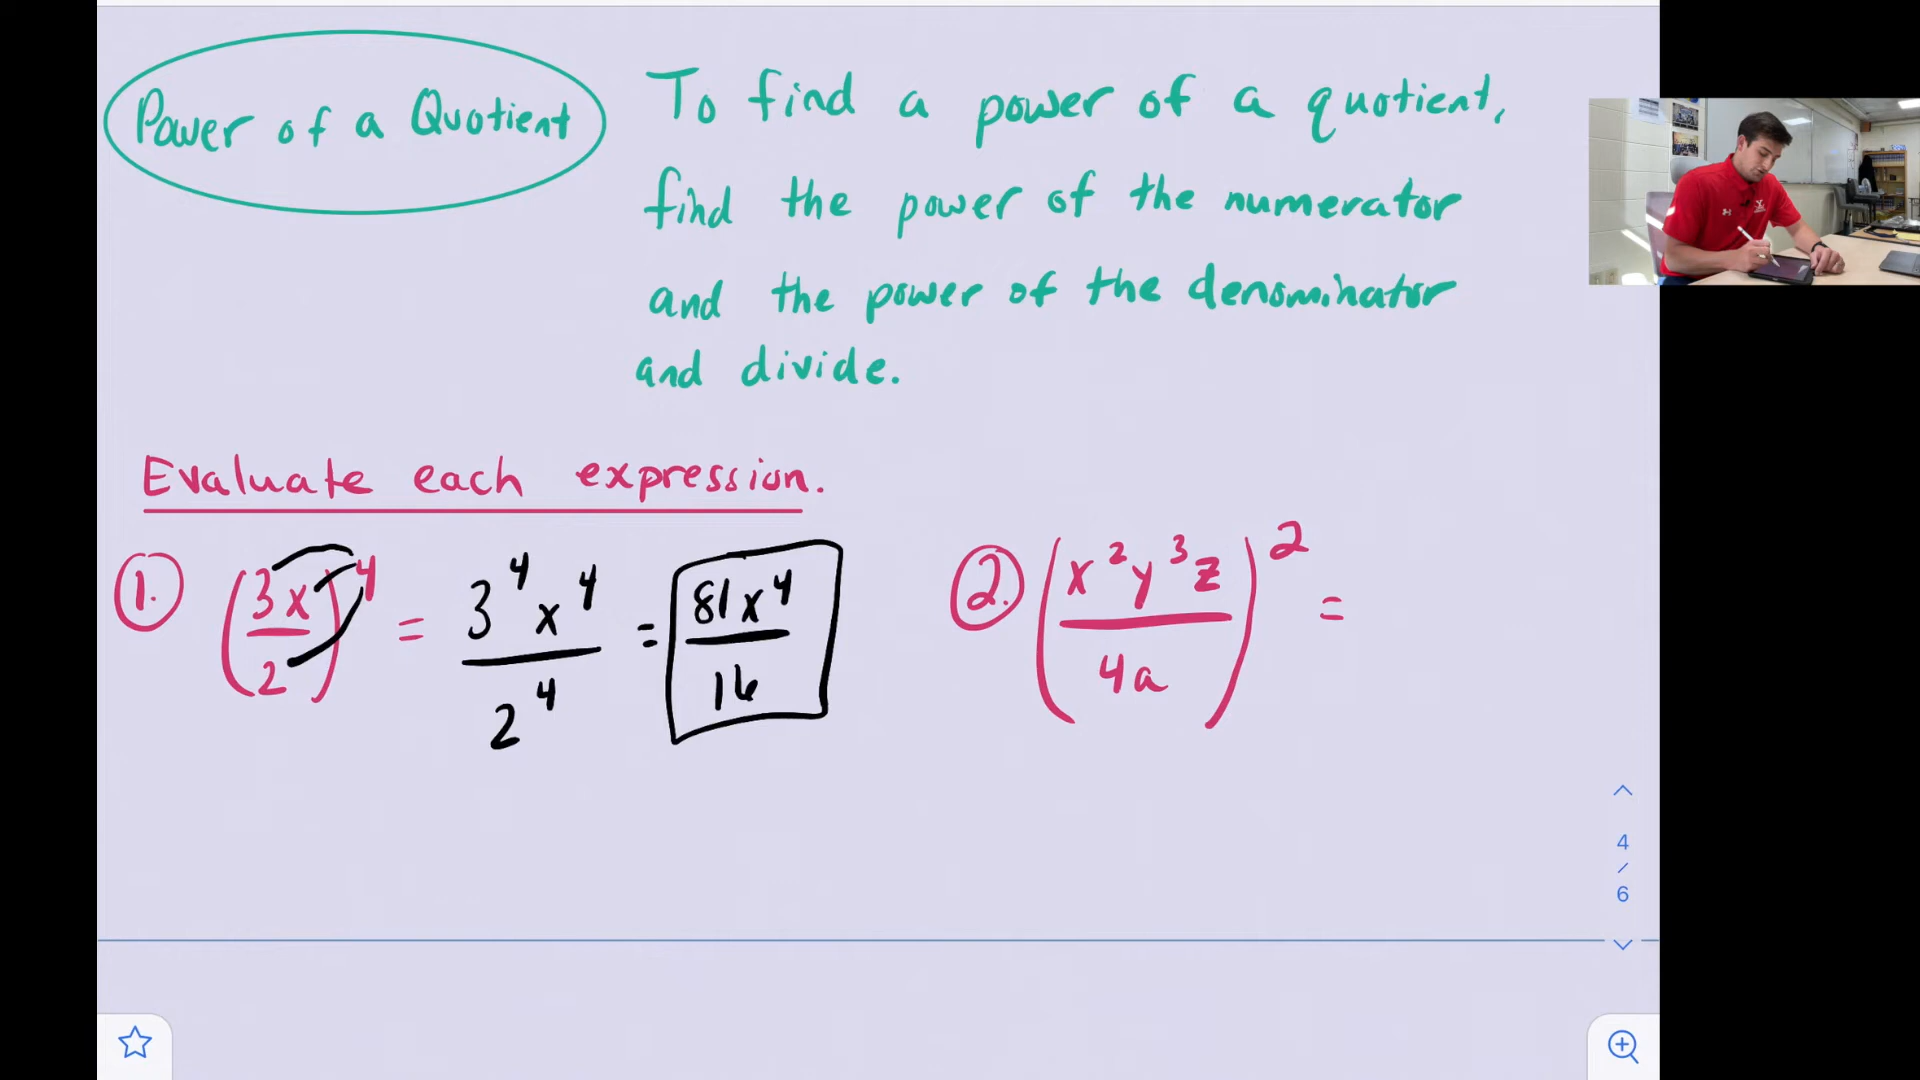 Power of a Quotient
To find a power of a quotient,
find the power of the numerator
and the power of the denominator
and divide.
Evaluate each expression.
1. (3x/2)^4 = 3^4 x^4 / 2^4 = 81x^4 / 16
2. (x^2 y^3 z / 4a)^2 =
4
/
6